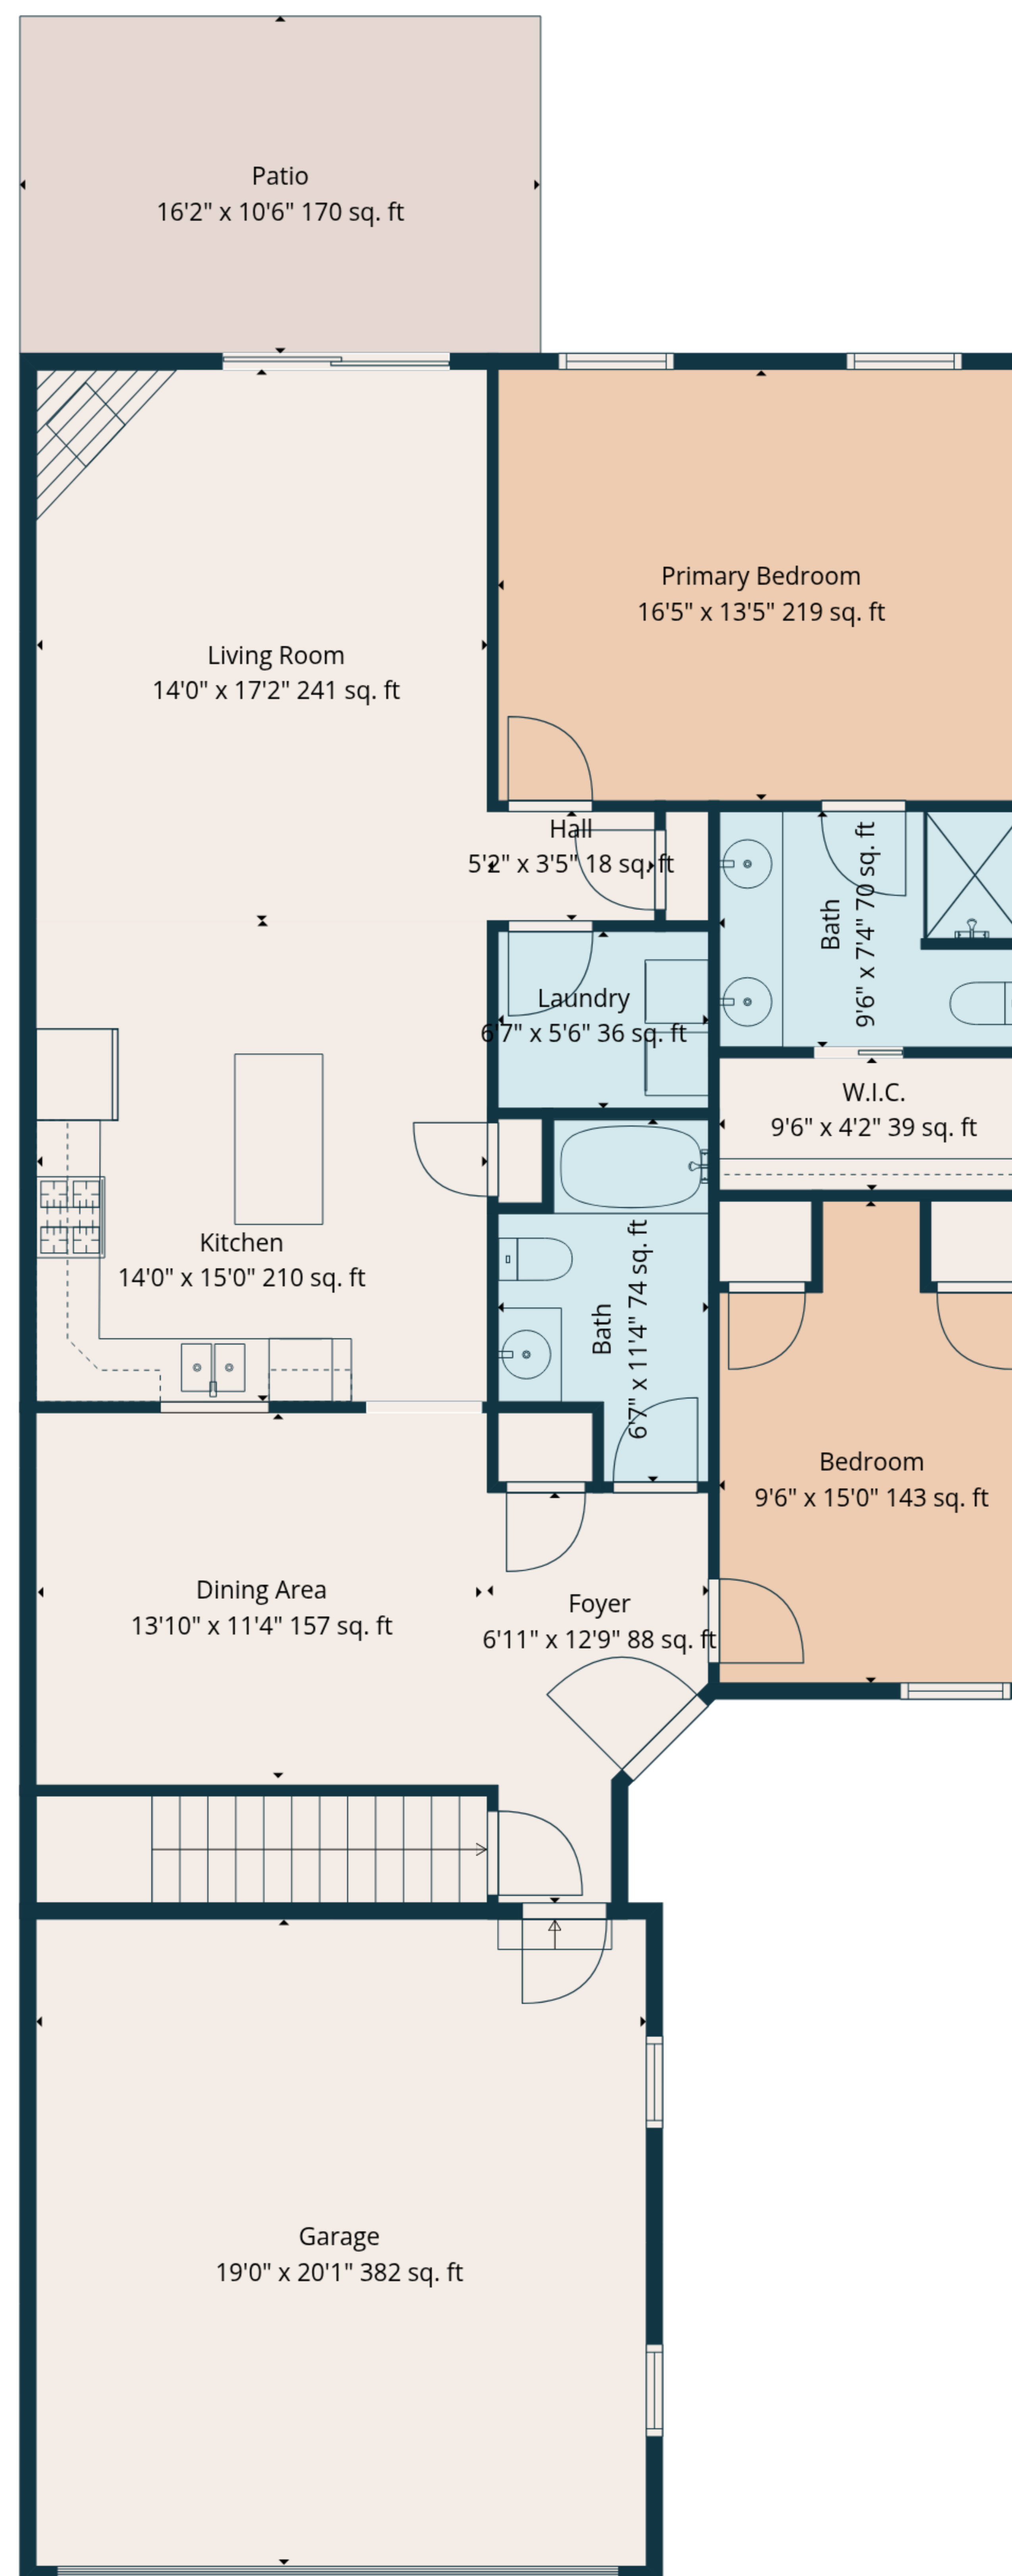 Patio
16'2" x 10'6" 170 sq. ft
Primary Bedroom
16'5" x 13'5" 219 sq. ft
Living Room
14'0" x 17'2" 241 sq. ft
Hall
5'2" x 3'5" 18 sq. ft
Bath
9'6" x 7'4" 70 sq. ft
Laundry
6'7" x 5'6" 36 sq. ft
W.I.C.
9'6" x 4'2" 39 sq. ft
Kitchen
14'0" x 15'0" 210 sq. ft
Bath
6'7" x 11'4" 74 sq. ft
Bedroom
9'6" x 15'0" 143 sq. ft
Dining Area
13'10" x 11'4" 157 sq. ft
Foyer
6'11" x 12'9" 88 sq. ft
Garage
19'0" x 20'1" 382 sq. ft